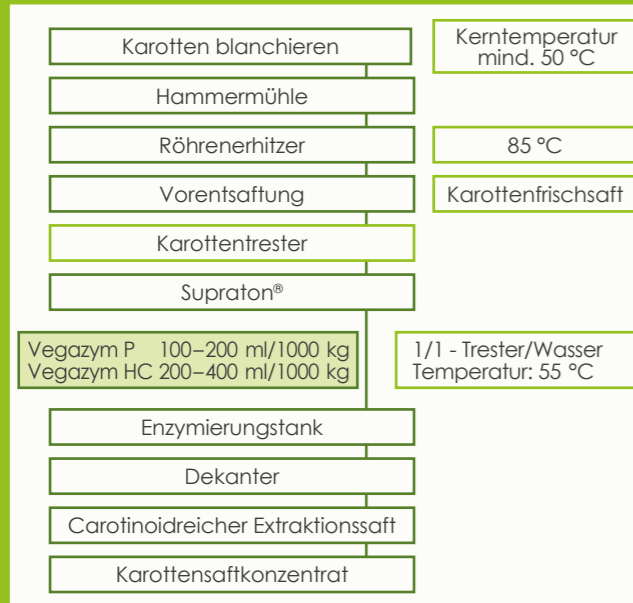 Karotten blanchieren
Kerntemperatur
mind. 50 °C
Hammermühle
Röhrenerhitzer
85 °C
Vorentsaftung
Karottenfrischsaft
Karottentrester
Supraton®
Vegazym P 100–200 ml/1000 kg
Vegazym HC 200–400 ml/1000 kg
1/1 - Trester/Wasser
Temperatur: 55 °C
Enzymierungstank
Dekanter
Carotinoidreicher Extraktionssaft
Karottensaftkonzentrat